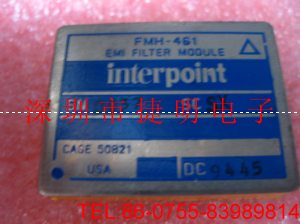 FMH-461
EMI FILTER MODULE
interpoint
深圳市捷明电子
CAGE 50821
USA
DC 9445
TEL:86-0755-83989814